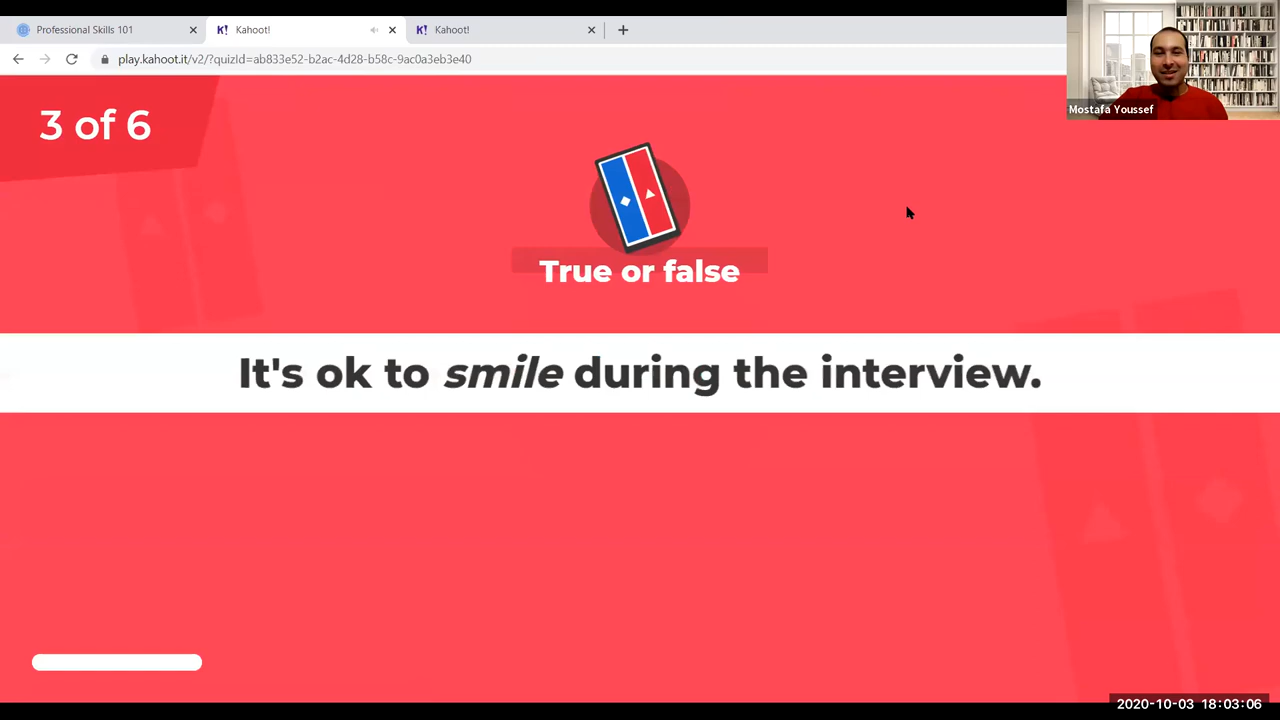 Professional Skills 101
K! Kahoot!
K! Kahoot!
play.kahoot.it/v2/?quizId=ab833e52-b2ac-4d28-b58c-9ac0a3eb3e40
Mostafa Youssef
3 of 6
True or false
It's ok to smile during the interview.
2020-10-03 18:03:06